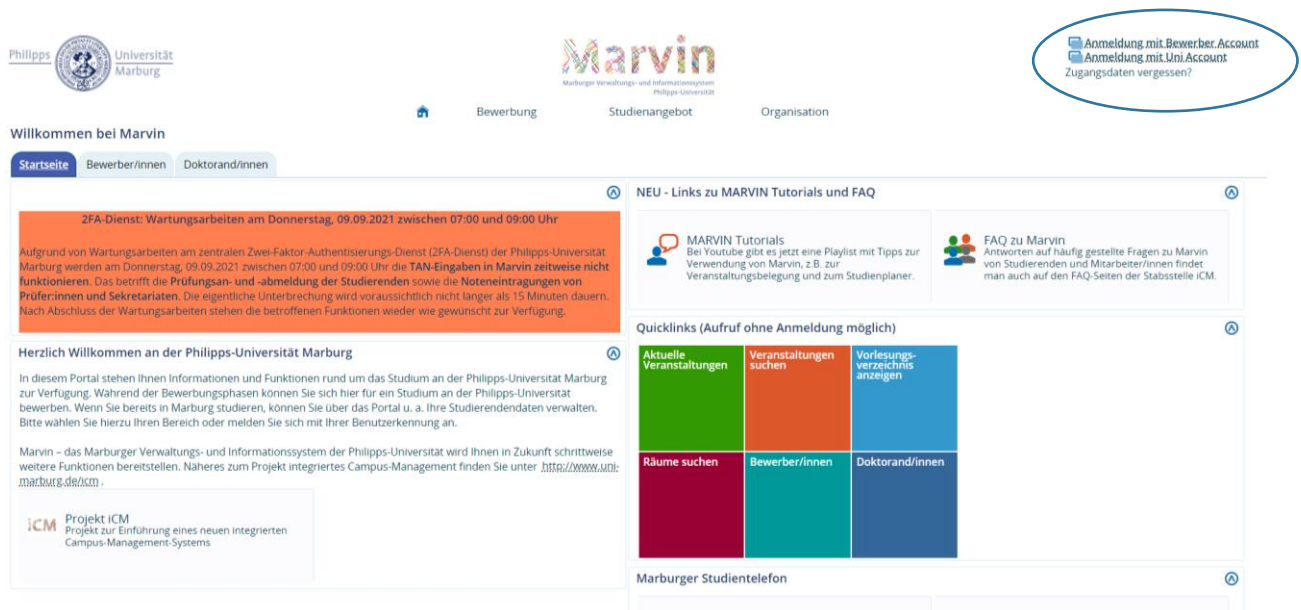 Philipps Universität
Marburg
Marvin
Marburger Verwaltungs- und Informationssystem
Philipps-Universität
Anmeldung mit Bewerber Account
Anmeldung mit Uni Account
Zugangsdaten vergessen?
Bewerbung Studienangebot Organisation
Willkommen bei Marvin
Startseite Bewerber/innen Doktorand/innen
2FA-Dienst: Wartungsarbeiten am Donnerstag, 09.09.2021 zwischen 07:00 und 09:00 Uhr
Aufgrund von Wartungsarbeiten am zentralen Zwei-Faktor-Authentisierungs-Dienst (2FA-Dienst) der Philipps-Universität
Marburg werden am Donnerstag, 09.09.2021 zwischen 07:00 und 09:00 Uhr die TAN-Eingaben in Marvin zeitweise nicht
funktionieren. Das betrifft die Prüfungsan- und -abmeldung der Studierenden sowie die Noteneintragungen von
Prüfer:innen und Sekretariaten. Die eigentliche Unterbrechung wird voraussichtlich nicht länger als 15 Minuten dauern.
Nach Abschluss der Wartungsarbeiten stehen die betroffenen Funktionen wieder wie gewünscht zur Verfügung.
Herzlich Willkommen an der Philipps-Universität Marburg
In diesem Portal stehen Ihnen Informationen und Funktionen rund um das Studium an der Philipps-Universität Marburg
zur Verfügung. Während der Bewerbungsphasen können Sie sich hier für ein Studium an der Philipps-Universität
bewerben. Wenn Sie bereits in Marburg studieren, können Sie über das Portal u. a. Ihre Studierendendaten verwalten.
Bitte wählen Sie hierzu Ihren Bereich oder melden Sie sich mit Ihrer Benutzerkennung an.
Marvin – das Marburger Verwaltungs- und Informationssystem der Philipps-Universität wird Ihnen in Zukunft schrittweise
weitere Funktionen bereitstellen. Näheres zum Projekt integriertes Campus-Management finden Sie unter http://www.uni-
marburg.de/icm .
iCM Projekt iCM
Projekt zur Einführung eines neuen integrierten
Campus-Management-Systems
NEU - Links zu MARVIN Tutorials und FAQ
MARVIN Tutorials
Bei Youtube gibt es jetzt eine Playlist mit Tipps zur
Verwendung von Marvin, z.B. zur
Veranstaltungsbelegung und zum Studienplaner.
FAQ zu Marvin
Antworten auf häufig gestellte Fragen zu Marvin
von Studierenden und Mitarbeiter/innen findet
man auch auf den FAQ-Seiten der Stabsstelle iCM.
Quicklinks (Aufruf ohne Anmeldung möglich)
Aktuelle
Veranstaltungen
Veranstaltungen
suchen
Vorlesungs-
verzeichnis
anzeigen
Räume suchen
Bewerber/innen
Doktorand/innen
Marburger Studientelefon